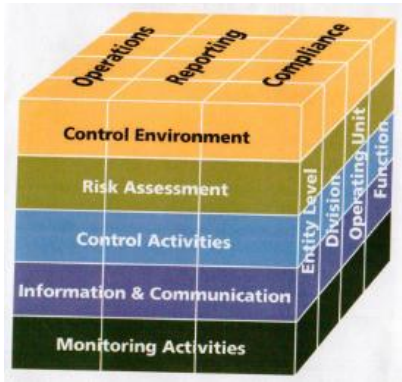 Operations
Reporting
Compliance
Control Environment
Risk Assessment
Control Activities
Information & Communication
Monitoring Activities
Entity Level
Division
Operating Unit
Function